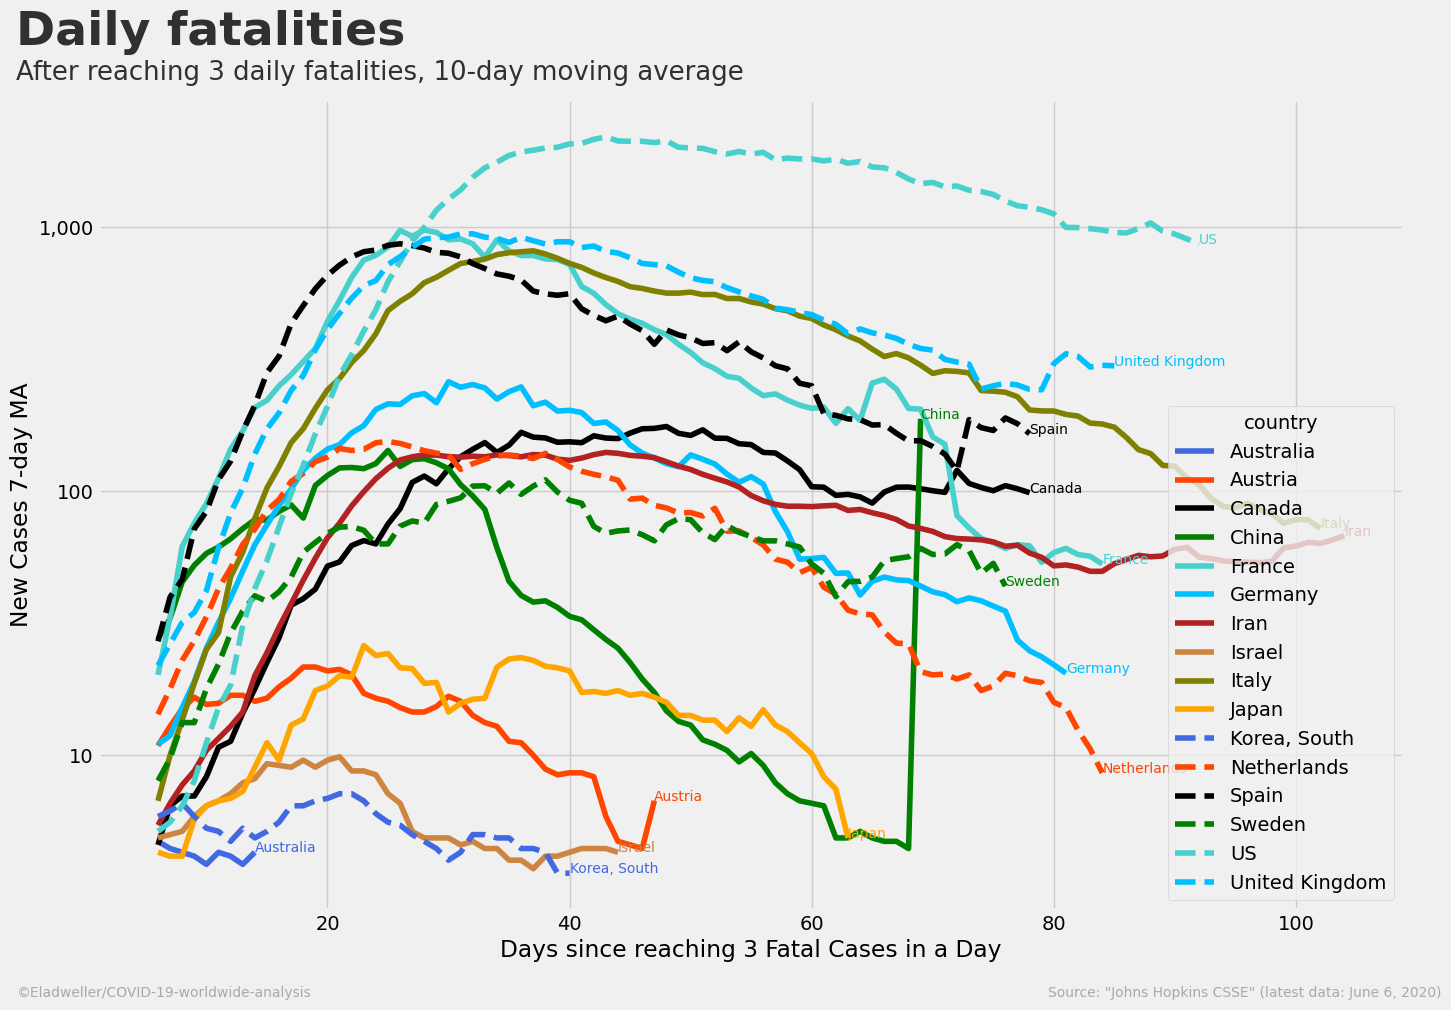 Daily fatalities
After reaching 3 daily fatalities, 10-day moving average
New Cases 7-day MA
1,000
100
10
US
United Kingdom
China
Spain
Canada
Italy
Iran
France
Sweden
Germany
Netherlands
Austria
Japan
Australia
Israel
Korea, South
country
Australia
Austria
Canada
China
France
Germany
Iran
Israel
Italy
Japan
Korea, South
Netherlands
Spain
Sweden
US
United Kingdom
20
40
60
80
100
Days since reaching 3 Fatal Cases in a Day
©Eladweller/COVID-19-worldwide-analysis
Source: "Johns Hopkins CSSE" (latest data: June 6, 2020)